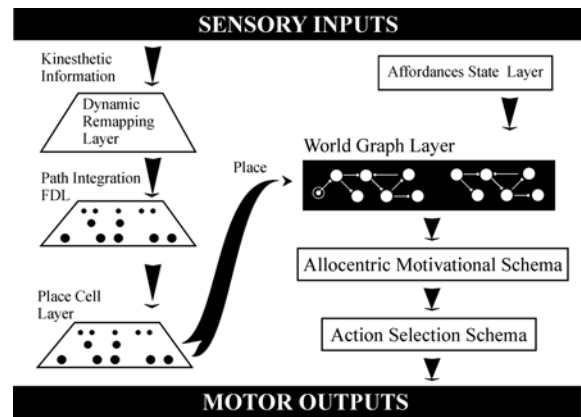 SENSORY INPUTS
Kinesthetic
Information
Dynamic
Remapping
Layer
Path Integration
FDL
Place Cell
Layer
Place
Affordances State Layer
World Graph Layer
Allocentric Motivational Schema
Action Selection Schema
MOTOR OUTPUTS